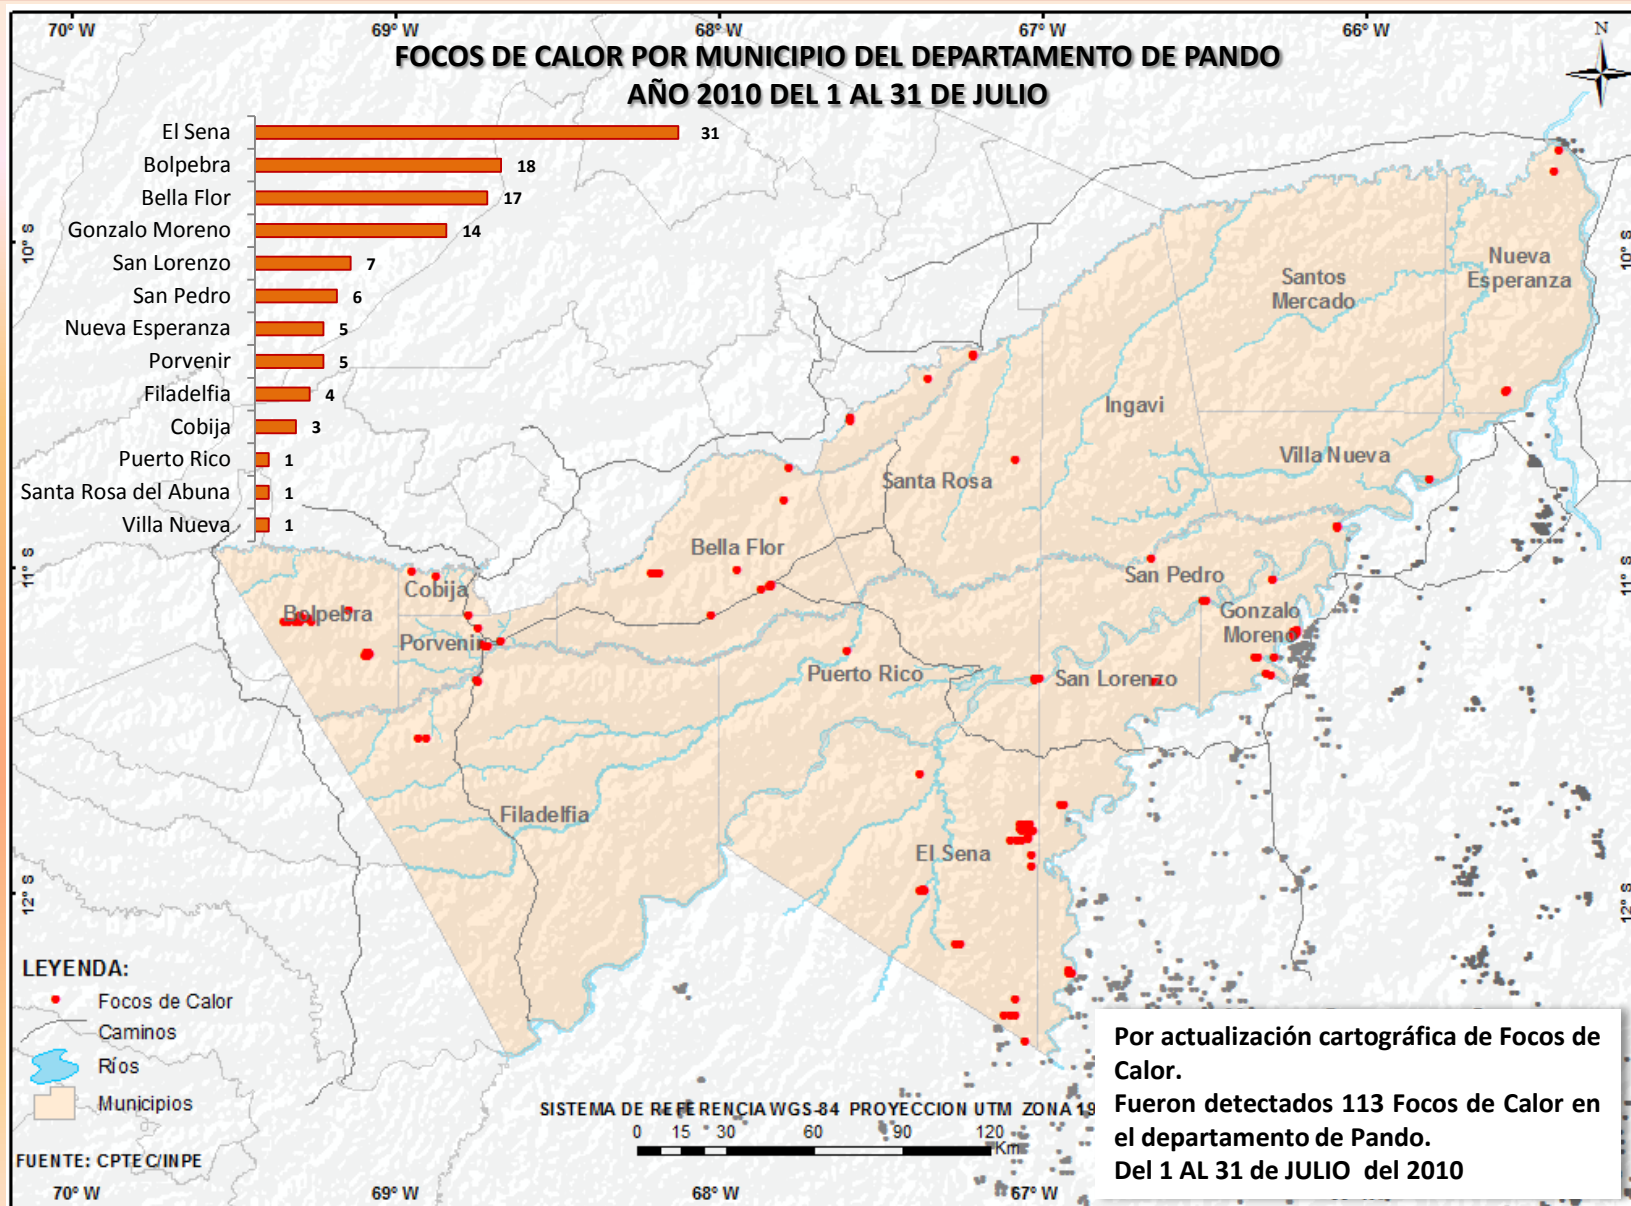 70° W 69° W 68° W 67° W 66° W
N
FOCOS DE CALOR POR MUNICIPIO DEL DEPARTAMENTO DE PANDO
AÑO 2010 DEL 1 AL 31 DE JULIO
El Sena 31
Bolpebra 18
Bella Flor 17
Gonzalo Moreno 14
San Lorenzo 7
San Pedro 6
Nueva Esperanza 5
Porvenir 5
Filadelfia 4
Cobija 3
Puerto Rico 1
Santa Rosa del Abuna 1
Villa Nueva 1
10° S
10° S
11° S
11° S
12° S
12° S
Nueva
Esperanza
Santos
Mercado
Ingavi
Villa Nueva
Santa Rosa
Bella Flor
San Pedro
Cobija
Bolpebra
Gonzalo
Moreno
Porvenir
Puerto Rico
San Lorenzo
Filadelfia
El Sena
LEYENDA:
Focos de Calor
Caminos
Ríos
Municipios
FUENTE: CPTEC/INPE
SISTEMA DE REFERENCIA WGS-84 PROYECCION UTM ZONA 19
0 15 30 60 90 120
Km
Por actualización cartográfica de Focos de
Calor.
Fueron detectados 113 Focos de Calor en
el departamento de Pando.
Del 1 AL 31 de JULIO del 2010
70° W 69° W 68° W 67° W